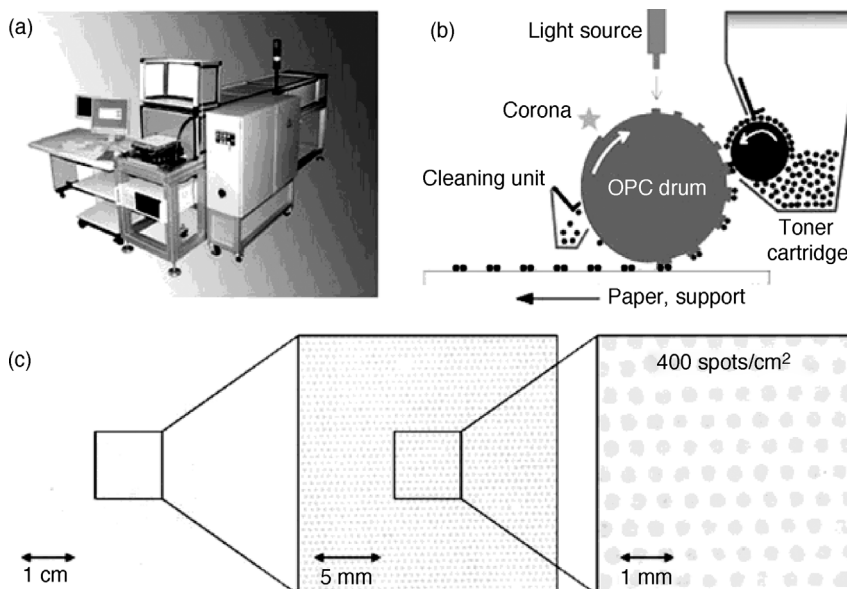 (a)
(b)
Light source
Corona
Cleaning unit
OPC drum
Toner
cartridge
Paper, support
(c)
400 spots/cm²
1 cm
5 mm
1 mm